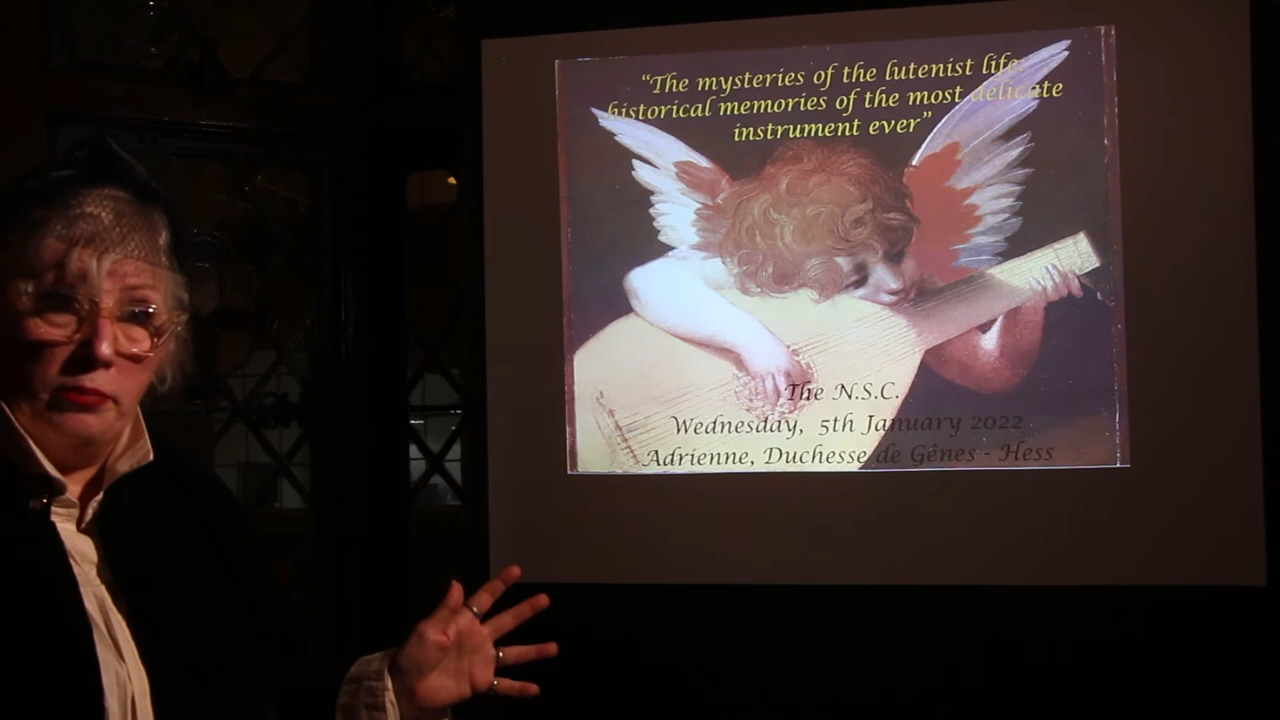 “The mysteries of the lutenist life:
historical memories of the most delicate
instrument ever”
The N.S.C.
Wednesday, 5th January 2022
Adrienne, Duchesse de Gênes - Hess